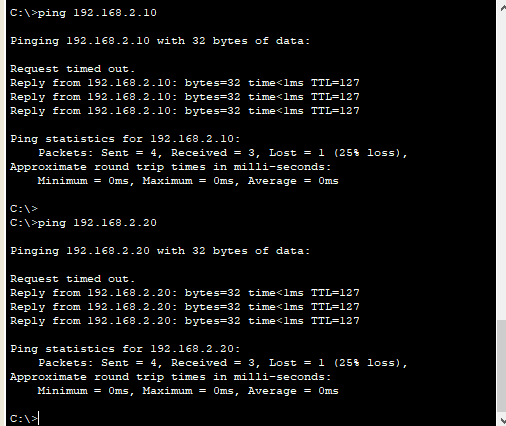 C:\>ping 192.168.2.10
Pinging 192.168.2.10 with 32 bytes of data:
Request timed out.
Reply from 192.168.2.10: bytes=32 time<1ms TTL=127
Reply from 192.168.2.10: bytes=32 time<1ms TTL=127
Reply from 192.168.2.10: bytes=32 time<1ms TTL=127
Ping statistics for 192.168.2.10:
    Packets: Sent = 4, Received = 3, Lost = 1 (25% loss),
Approximate round trip times in milli-seconds:
    Minimum = 0ms, Maximum = 0ms, Average = 0ms
C:\>
C:\>ping 192.168.2.20
Pinging 192.168.2.20 with 32 bytes of data:
Request timed out.
Reply from 192.168.2.20: bytes=32 time<1ms TTL=127
Reply from 192.168.2.20: bytes=32 time<1ms TTL=127
Reply from 192.168.2.20: bytes=32 time<1ms TTL=127
Ping statistics for 192.168.2.20:
    Packets: Sent = 4, Received = 3, Lost = 1 (25% loss),
Approximate round trip times in milli-seconds:
    Minimum = 0ms, Maximum = 0ms, Average = 0ms
C:\>